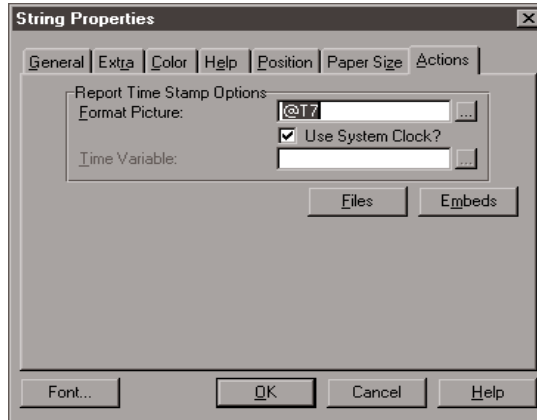 String Properties
General Extra Color Help Position Paper Size Actions
Report Time Stamp Options
Format Picture: @T7 ...
Use System Clock?
Time Variable: ...
Files Embeds
Font... OK Cancel Help